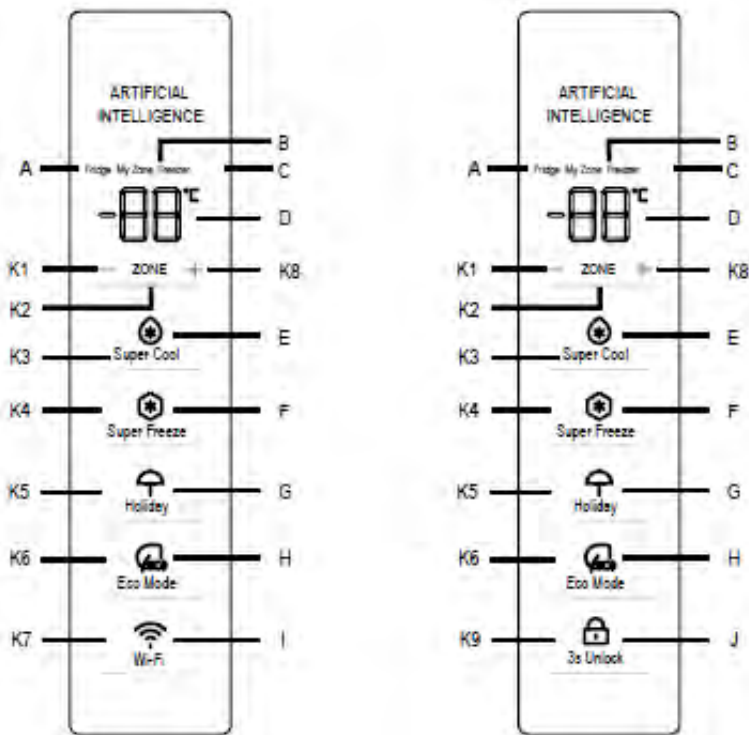 ARTIFICIAL
INTELLIGENCE
B
A
Fridge My Zone Freezer
C
-88°C
D
K1
- ZONE +
K8
K2
E
Super Cool
K3
K4
F
Super Freeze
K5
G
Holiday
K6
H
Eco Mode
K7
I
Wi-Fi
ARTIFICIAL
INTELLIGENCE
B
A
Fridge My Zone Freezer
C
-88°C
D
K1
- ZONE +
K8
K2
E
Super Cool
K3
K4
F
Super Freeze
K5
G
Holiday
K6
H
Eco Mode
K9
J
3s Unlock